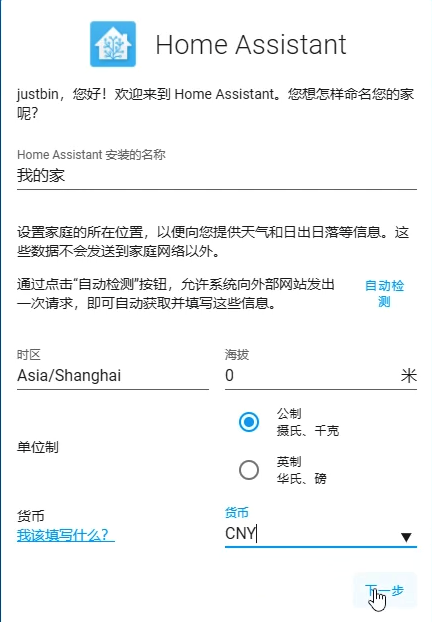 Home Assistant
justbin，您好！欢迎来到 Home Assistant。您想怎样命名您的家
呢？
Home Assistant 安装的名称
我的家
设置家庭的所在位置，以便向您提供天气和日出日落等信息。这
些数据不会发送到家庭网络以外。
通过点击“自动检测”按钮，允许系统向外部网站发出
一次请求，即可自动获取并填写这些信息。
自动检
测
时区
Asia/Shanghai
海拔
0
米
单位制
公制
摄氏、千克
英制
华氏、磅
货币
我该填写什么？
货币
CNY
下一步